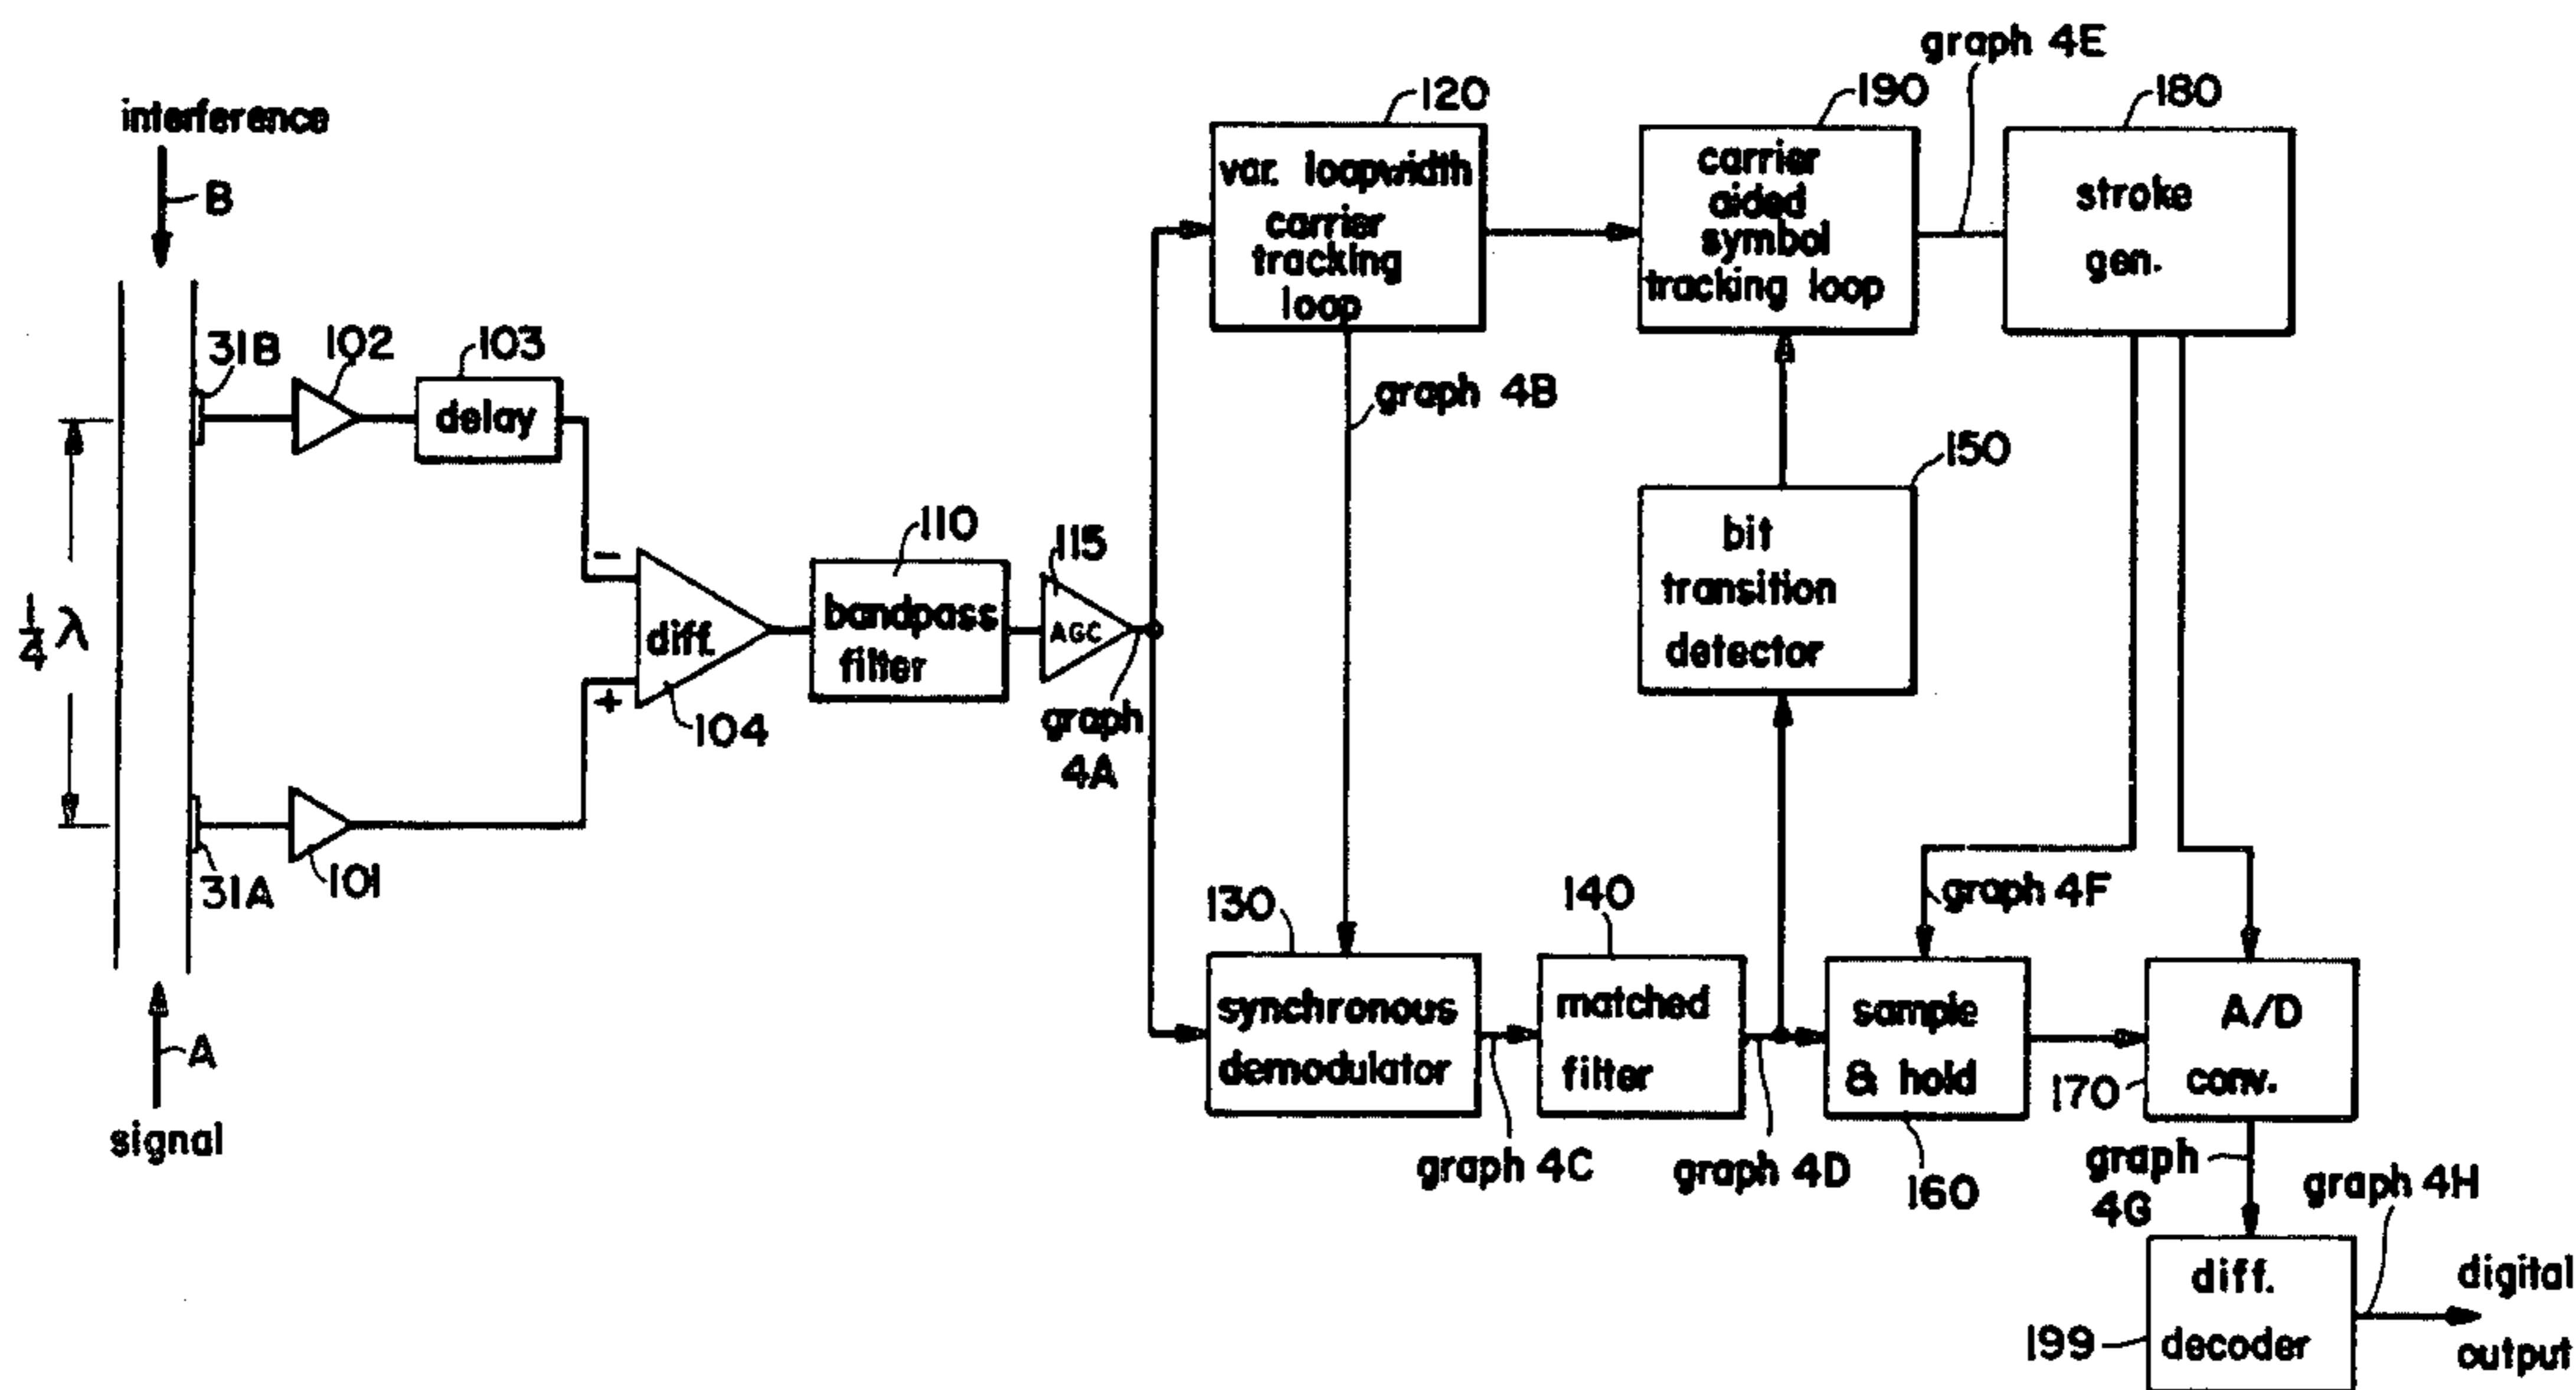 interference
B
31B
102
103
delay
1/4 λ
31A
101
A
signal
−
+
diff.
104
110
bandpass
filter
115
AGC
graph
4A
120
var. loopwidth
carrier
tracking
loop
graph 4B
190
carrier
aided
symbol
tracking loop
graph 4E
180
stroke
gen.
150
bit
transition
detector
130
synchronous
demodulator
graph 4C
140
matched
filter
graph 4D
graph 4F
sample
& hold
160
170
A/D
conv.
graph
4G
199
diff.
decoder
graph 4H
digital
output